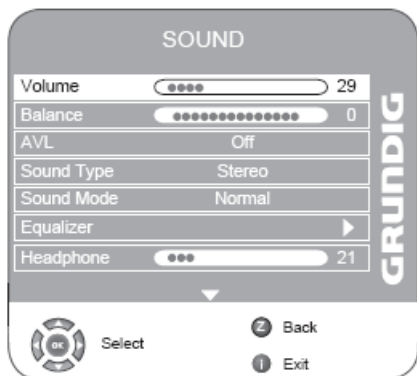 SOUND
Volume 29
Balance 0
AVL Off
Sound Type Stereo
Sound Mode Normal
Equalizer
Headphone 21
GRUNDIG
OK Select
Z Back
i Exit